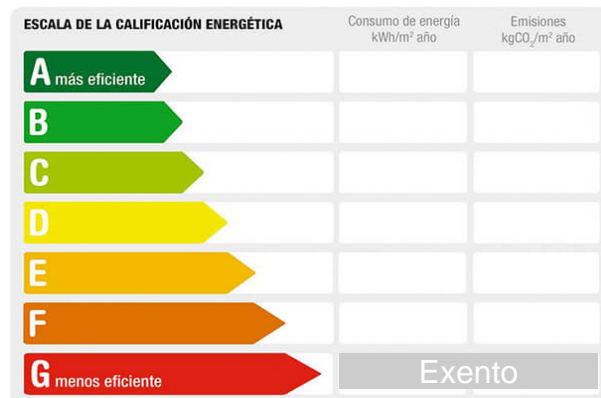 ESCALA DE LA CALIFICACIÓN ENERGÉTICA
Consumo de energía
kWh/m² año
Emisiones
kgCO₂/m² año
A más eficiente
B
C
D
E
F
G menos eficiente
Exento